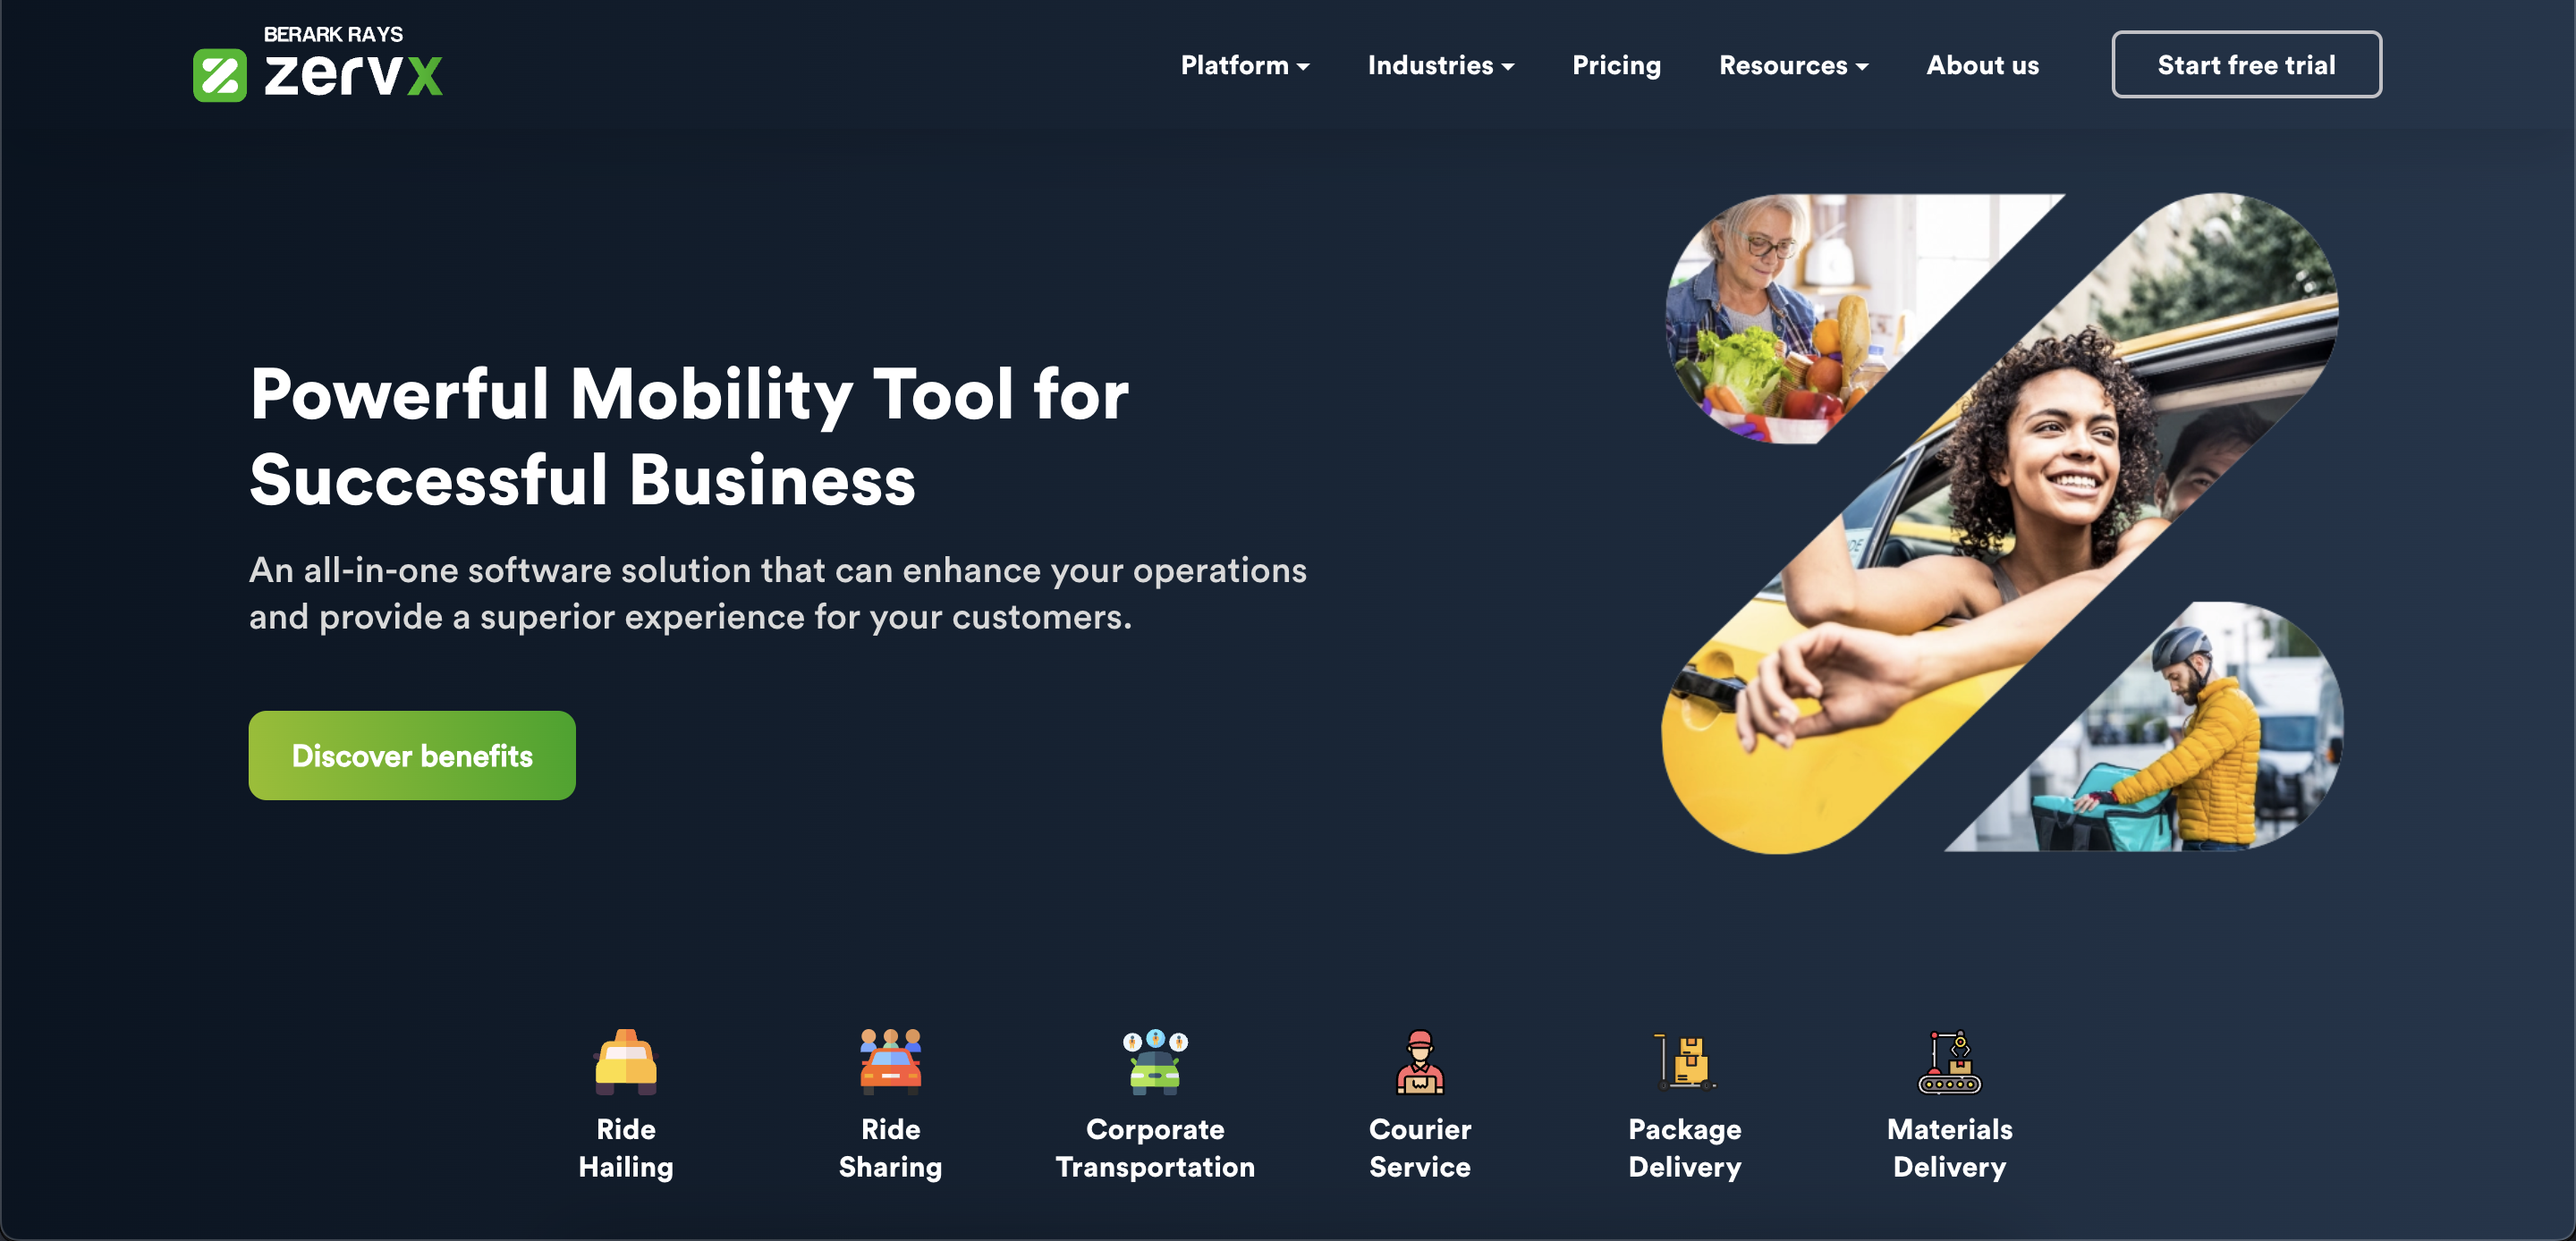 BERARK RAYS
zervx
Platform
Industries
Pricing
Resources
About us
Start free trial
Powerful Mobility Tool for
Successful Business
An all-in-one software solution that can enhance your operations
and provide a superior experience for your customers.
Discover benefits
Ride
Hailing
Ride
Sharing
Corporate
Transportation
Courier
Service
Package
Delivery
Materials
Delivery